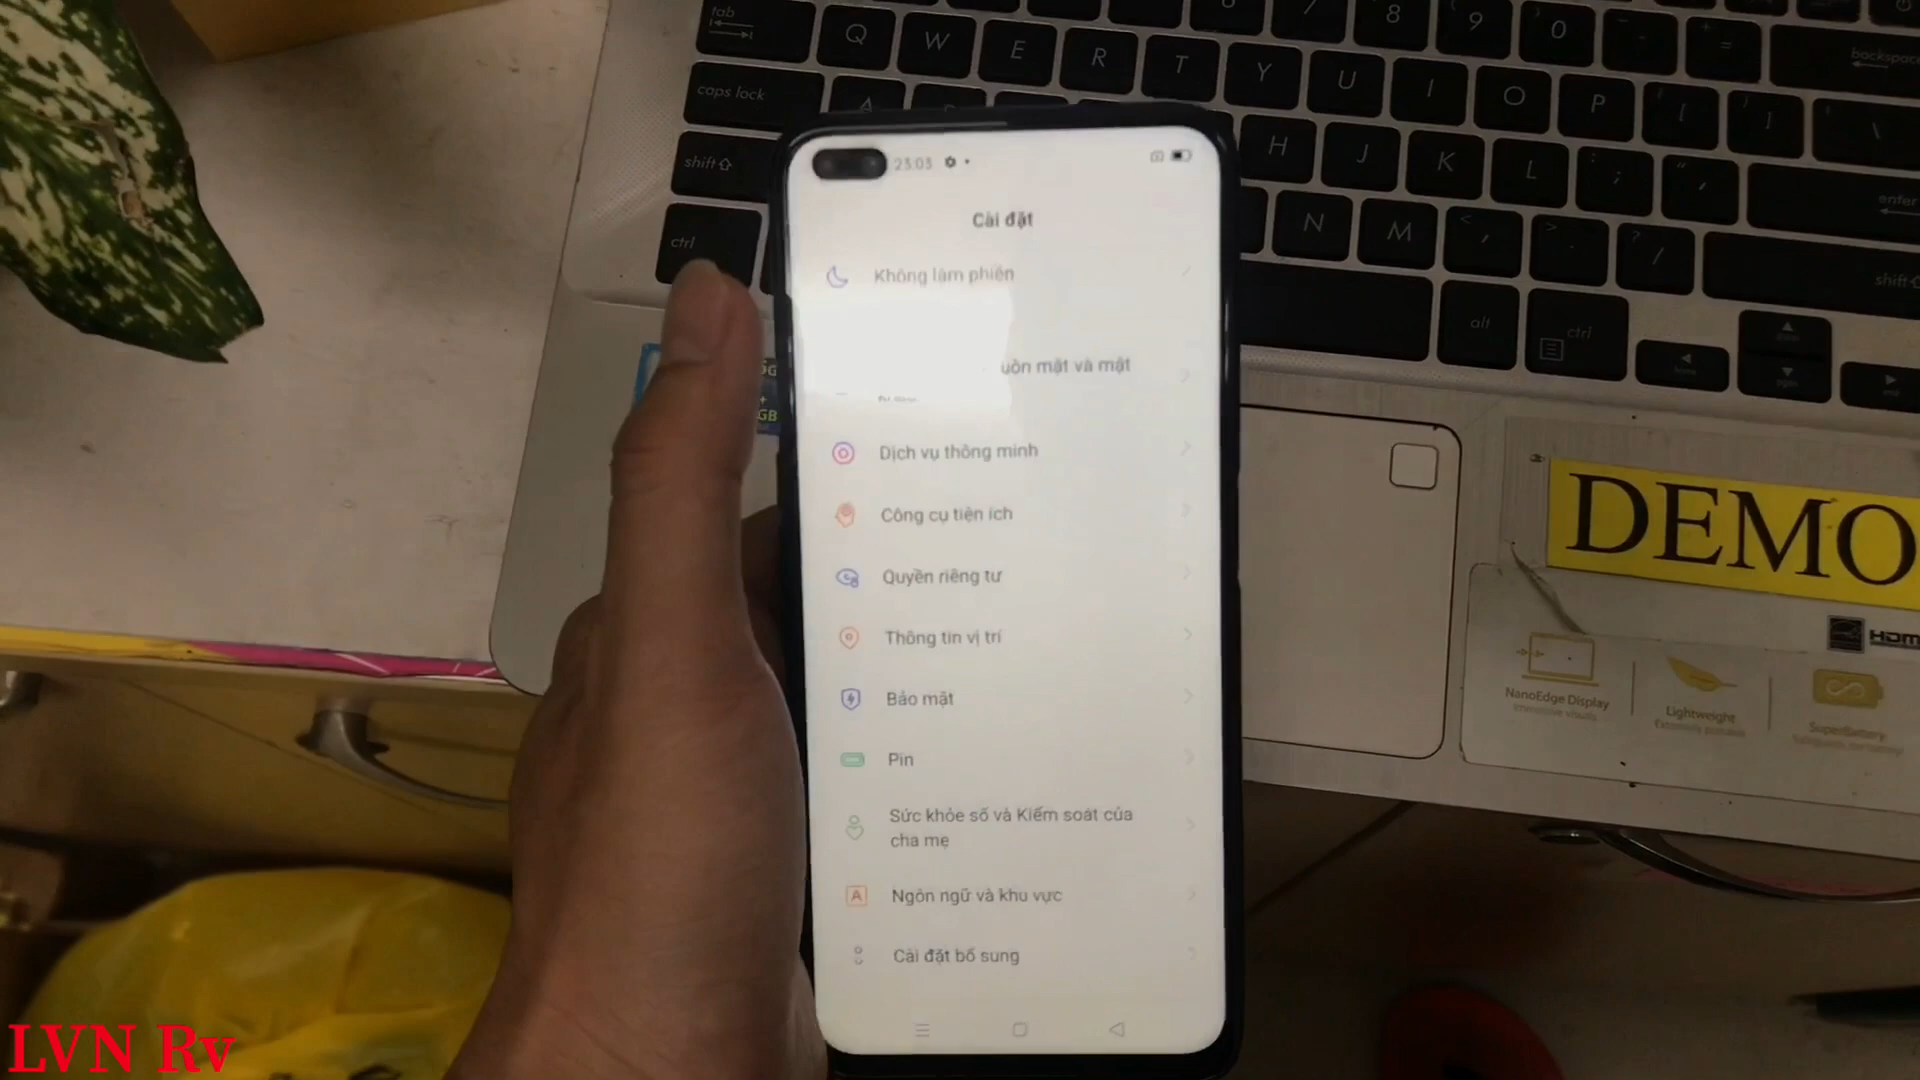 tab
Q W E R T Y U I O P
8 9 0 - =
backspace
caps lock
A
H J K L ;
enter
shift
N M < , > . ? /
shift
ctrl
alt
ctrl
23:03
Cài đặt
Không làm phiền
uôn mặt và mật
Dịch vụ thông minh
Công cụ tiện ích
Quyền riêng tư
Thông tin vị trí
Bảo mật
Pin
Sức khỏe số và Kiểm soát của
cha mẹ
Ngôn ngữ và khu vực
Cài đặt bổ sung
GB
DEMO
HDMI
NanoEdge Display
Lightweight
SuperBattery
LVN Rv